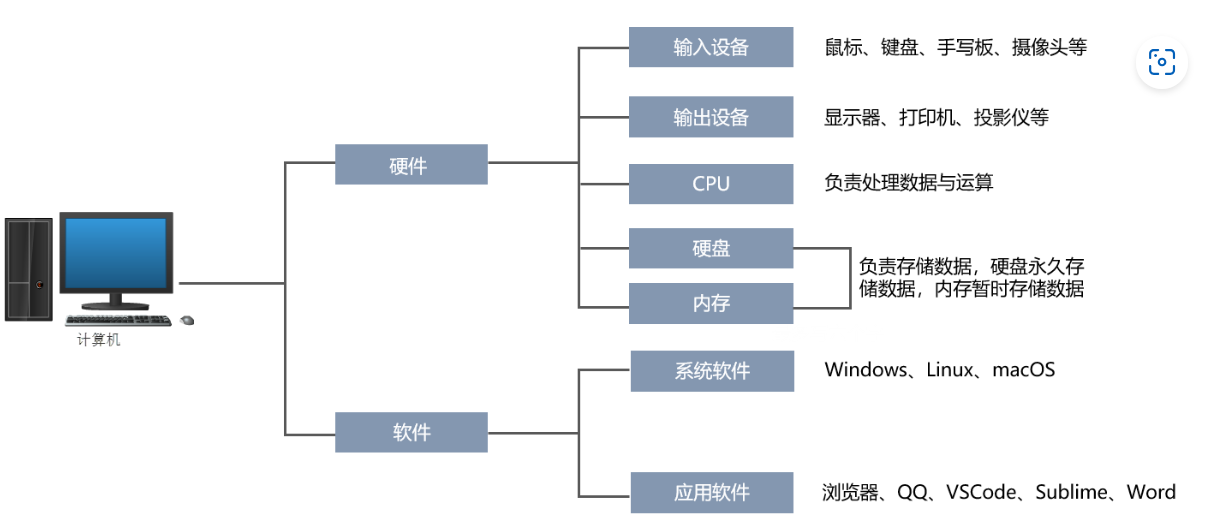 输入设备
鼠标、键盘、手写板、摄像头等
输出设备
显示器、打印机、投影仪等
硬件
CPU
负责处理数据与运算
硬盘
负责存储数据，硬盘永久存
储数据，内存暂时存储数据
内存
计算机
系统软件
Windows、Linux、macOS
软件
应用软件
浏览器、QQ、VSCode、Sublime、Word